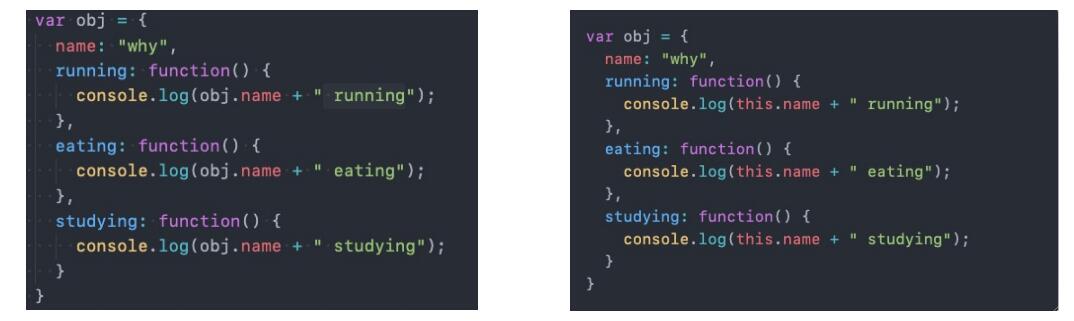 var obj = {
  name: "why",
  running: function() {
    console.log(obj.name + " running");
  },
  eating: function() {
    console.log(obj.name + " eating");
  },
  studying: function() {
    console.log(obj.name + " studying");
  }
}
var obj = {
  name: "why",
  running: function() {
    console.log(this.name + " running");
  },
  eating: function() {
    console.log(this.name + " eating");
  },
  studying: function() {
    console.log(this.name + " studying");
  }
}